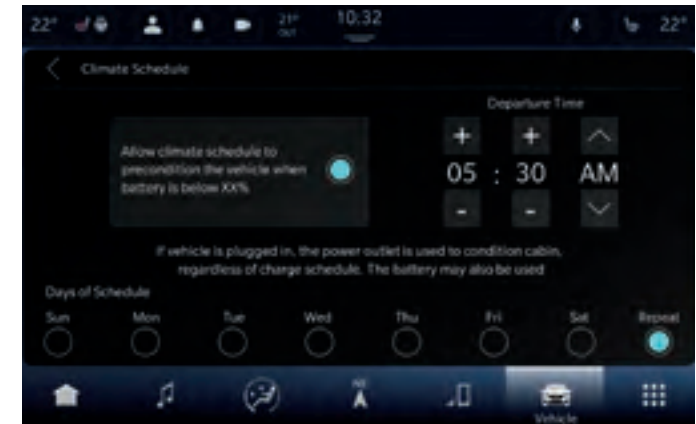 22° 21° OUT 10:32 22°
Climate Schedule
Departure Time
+ +
Allow climate schedule to
precondition the vehicle when
battery is below XX%
05 : 30 AM
- -
If vehicle is plugged in, the power outlet is used to condition cabin,
regardless of charge schedule. The battery may also be used
Days of Schedule
Sun Mon Tue Wed Thu Fri Sat Repeat
Vehicle